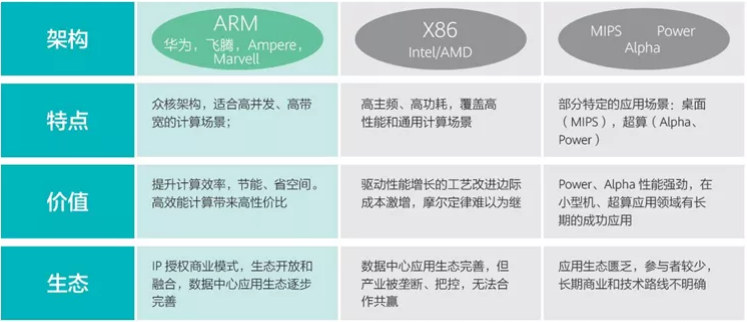 架构
ARM
华为，飞腾，Ampere，
Marvell
X86
Intel/AMD
MIPS Power
Alpha
特点
众核架构，适合高并发、高带
宽的计算场景；
高主频、高功耗，覆盖高
性能和通用计算场景
部分特定的应用场景：桌面
（MIPS），超算（Alpha、
Power）
价值
提升计算效率，节能、省空间。
高效能计算带来高性价比
驱动性能增长的工艺改进边际
成本激增，摩尔定律难以为继
Power、Alpha 性能强劲，在
小型机、超算应用领域有长
期的成功应用
生态
IP 授权商业模式，生态开放和
融合，数据中心应用生态逐步
完善
数据中心应用生态完善，但
产业被垄断、把控，无法合
作共赢
应用生态匮乏，参与者较少，
长期商业和技术路线不明确